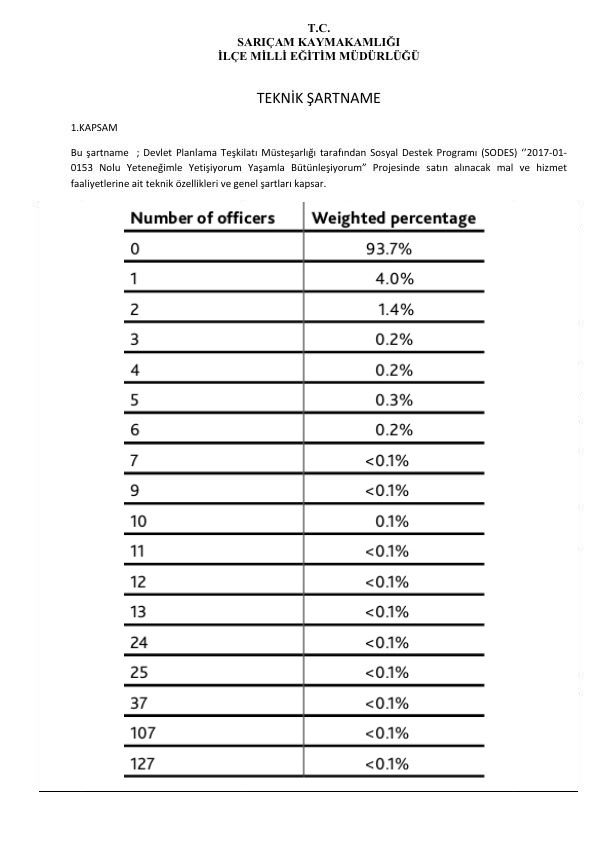 T.C.
SARIÇAM KAYMAKAMLIĞI
İLÇE MİLLİ EĞİTİM MÜDÜRLÜĞÜ
TEKNİK ŞARTNAME
1.KAPSAM
Bu şartname ; Devlet Planlama Teşkilatı Müsteşarlığı tarafından Sosyal Destek Programı (SODES) ‘’2017-01-
0153 Nolu Yeteneğimle Yetişiyorum Yaşamla Bütünleşiyorum” Projesinde satın alınacak mal ve hizmet
faaliyetlerine ait teknik özellikleri ve genel şartları kapsar.
Number of officers Weighted percentage
0 93.7%
1 4.0%
2 1.4%
3 0.2%
4 0.2%
5 0.3%
6 0.2%
7 <0.1%
9 <0.1%
10 0.1%
11 <0.1%
12 <0.1%
13 <0.1%
24 <0.1%
25 <0.1%
37 <0.1%
107 <0.1%
127 <0.1%